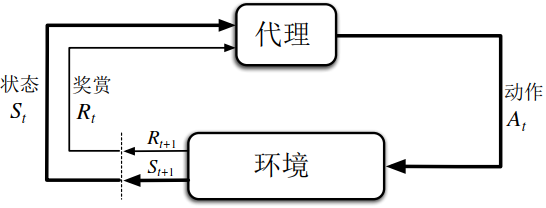 代理
状态
S_t
奖赏
R_t
动作
A_t
R_{t+1}
S_{t+1}
环境